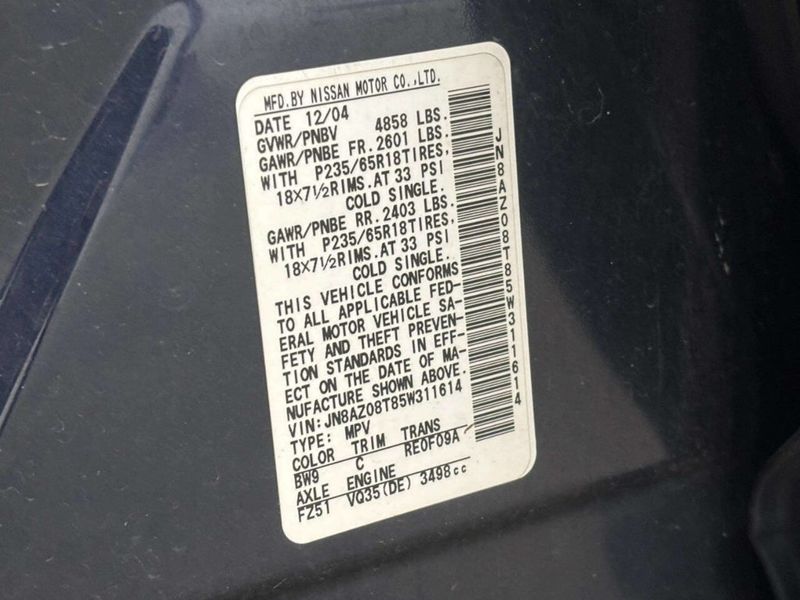 MFD.BY NISSAN MOTOR CO.,LTD.
DATE 12/04
GVWR/PNBV 4858 LBS.
GAWR/PNBE FR.2601 LBS.
WITH P235/65R18TIRES,
18X7½RIMS.AT 33 PSI
COLD SINGLE.
GAWR/PNBE RR.2403 LBS.
WITH P235/65R18TIRES,
18X7½RIMS.AT 33 PSI
COLD SINGLE.
THIS VEHICLE CONFORMS
TO ALL APPLICABLE FED-
ERAL MOTOR VEHICLE SA-
FETY AND THEFT PREVEN-
TION STANDARDS IN EFF-
ECT ON THE DATE OF MA-
NUFACTURE SHOWN ABOVE.
VIN:JN8AZ08T85W311614
TYPE: MPV
COLOR TRIM TRANS
BW9 C RE0F09A
AXLE ENGINE
FZ51 VQ35(DE) 3498cc
JN8AZ08T85W311614